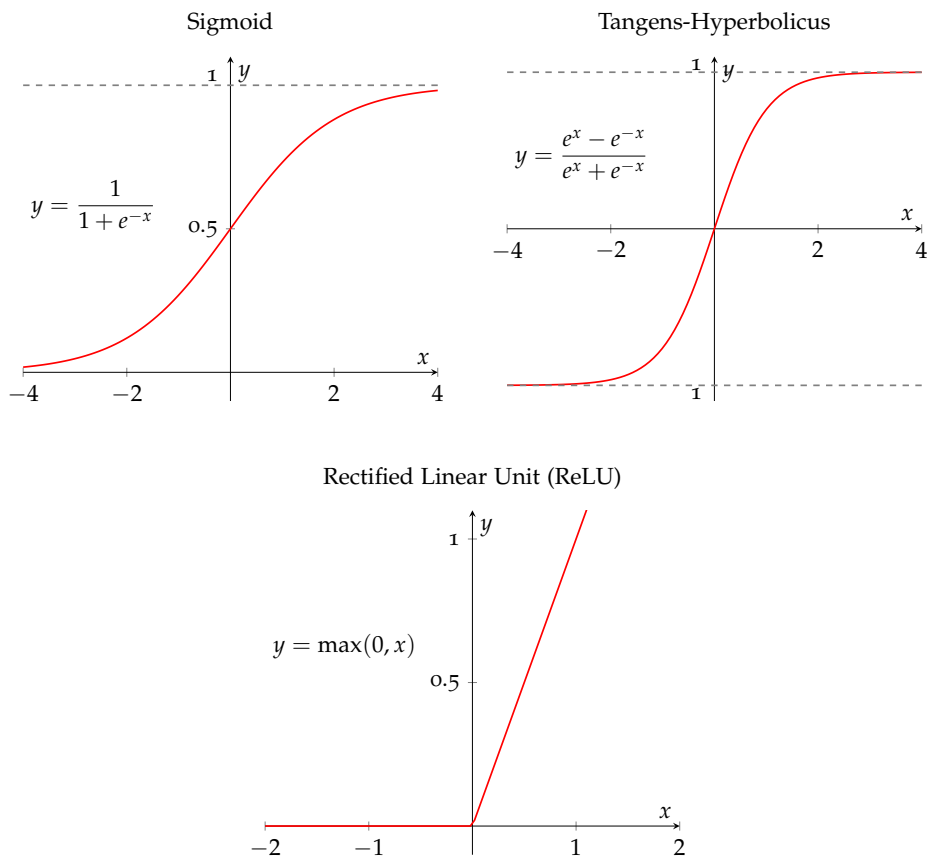 Sigmoid
1
y
y = 1 / (1 + e^{-x})
0.5
x
−4
−2
2
4
Tangens-Hyperbolicus
1
y
y = (e^x − e^{-x}) / (e^x + e^{-x})
x
−4
−2
2
4
1
Rectified Linear Unit (ReLU)
y
1
y = max(0, x)
0.5
x
−2
−1
1
2